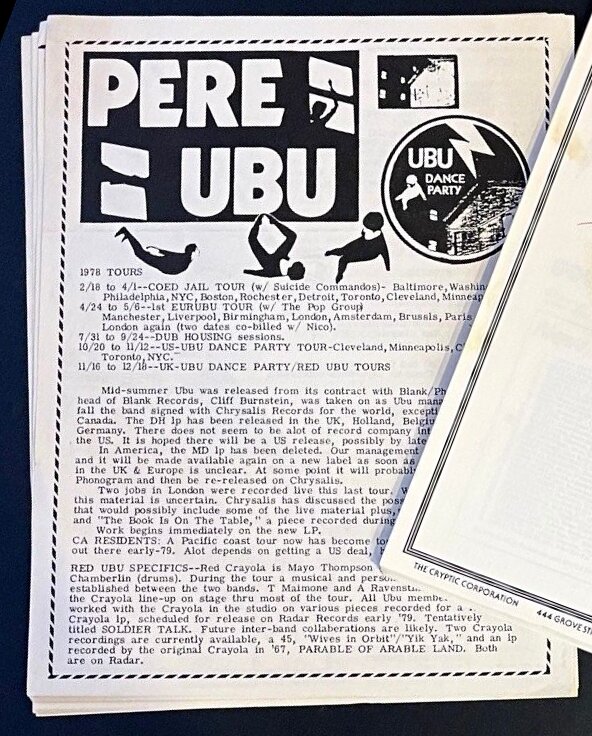 PERE
UBU
UBU
DANCE
PARTY
1978 TOURS
2/18 to 4/1--COED JAIL TOUR (w/ Suicide Commandos)- Baltimore,
Philadelphia,NYC,Boston,Rochester,Detroit,Toronto,Cleveland,
4/24 to 5/6--1st EURUBU TOUR (w/ The Pop Group)
Manchester,Liverpool,Birmingham,London,Amsterdam,Brussls,Paris
London again (two dates co-billed w/ Nico).
7/31 to 9/24--DUB HOUSING sessions.
10/20 to 11/12--US-UBU DANCE PARTY TOUR-Cleveland,Minneapolis,
Toronto,NYC.
11/16 to 12/18--UK-UBU DANCE PARTY/RED UBU TOURS
Mid-summer Ubu was released from its contract with Blank/
head of Blank Records, Cliff Burnstein, was taken on as Ubu
fall the band signed with Chrysalis Records for the world,
Canada. The DH lp has been released in the UK, Holland,
Germany. There does not seem to be alot of record company
the US. It is hoped there will be a US release, possibly by
In America, the MD lp has been deleted. Our management
and it will be made available again on a new label as soon as
in the UK & Europe is unclear. At some point it will
Phonogram and then be re-released on Chrysalis.
Two jobs in London were recorded live this last tour.
this material is uncertain. Chrysalis has discussed the
that would possibly include some of the live material plus,
and "The Book Is On The Table," a piece recorded during
Work begins immediately on the new LP.
CA RESIDENTS: A Pacific coast tour now has become
out there early-79. Alot depends on getting a US deal,
RED UBU SPECIFICS--Red Crayola is Mayo Thompson
Chamberlin (drums). During the tour a musical and
established between the two bands. T Maimone and A
the Crayola line-up on stage thru most of the tour. All Ubu
worked with the Crayola in the studio on various pieces recorded for a
Crayola lp, scheduled for release on Radar Records early '79. Tentatively
titled SOLDIER TALK. Future inter-band collaberations are likely. Two Crayola
recordings are currently available, a 45, "Wives in Orbit"/"Yik Yak," and an lp
recorded by the original Crayola in '67, PARABLE OF ARABLE LAND. Both
are on Radar.
THE CRYPTIC CORPORATION
444 GROVE